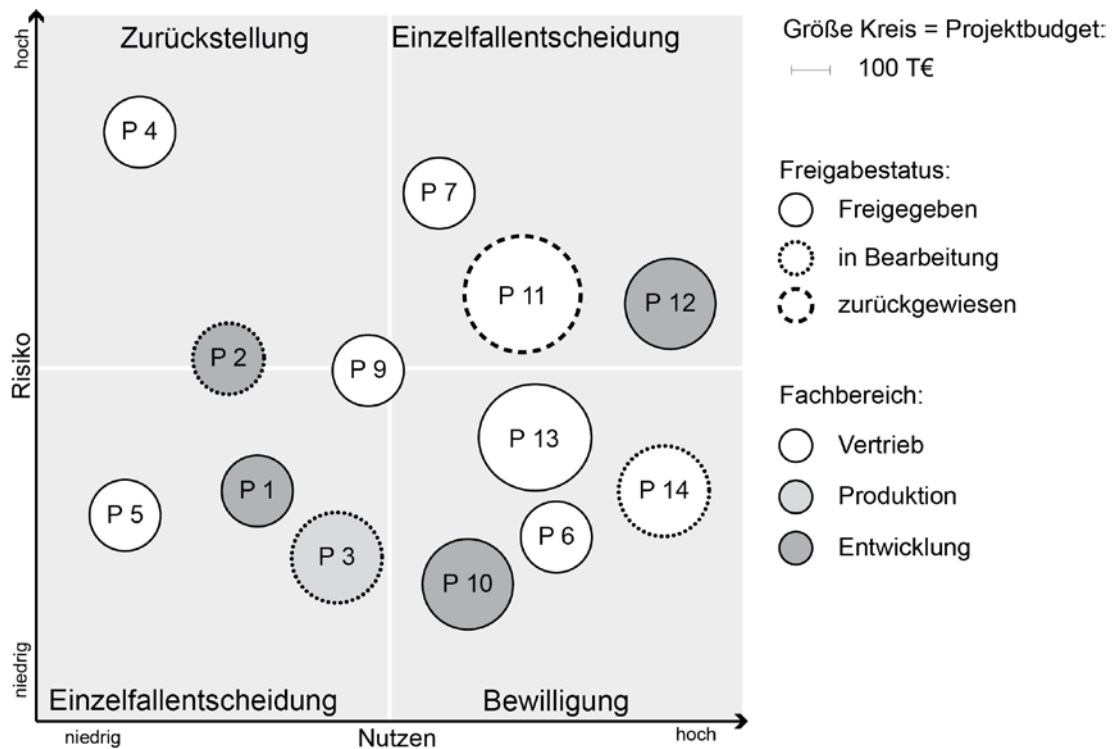 Zurückstellung
Einzelfallentscheidung
hoch
Risiko
niedrig
P 4
P 7
P 11
P 12
P 2
P 9
P 13
P 1
P 14
P 5
P 6
P 3
P 10
Einzelfallentscheidung
Bewilligung
niedrig
Nutzen
hoch
Größe Kreis = Projektbudget:
100 T€
Freigabestatus:
Freigegeben
in Bearbeitung
zurückgewiesen
Fachbereich:
Vertrieb
Produktion
Entwicklung